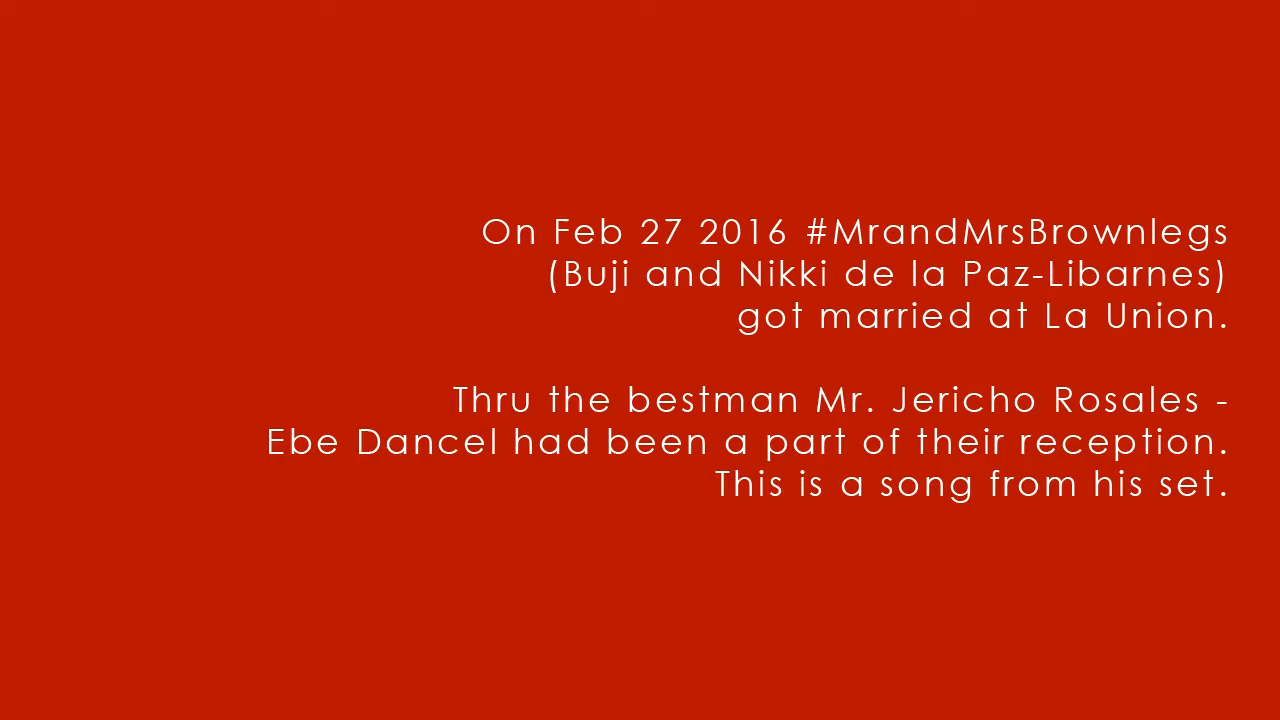 On Feb 27 2016 #MrandMrsBrownlegs
(Buji and Nikki de la Paz-Libarnes)
got married at La Union.
Thru the bestman Mr. Jericho Rosales -
Ebe Dancel had been a part of their reception.
This is a song from his set.